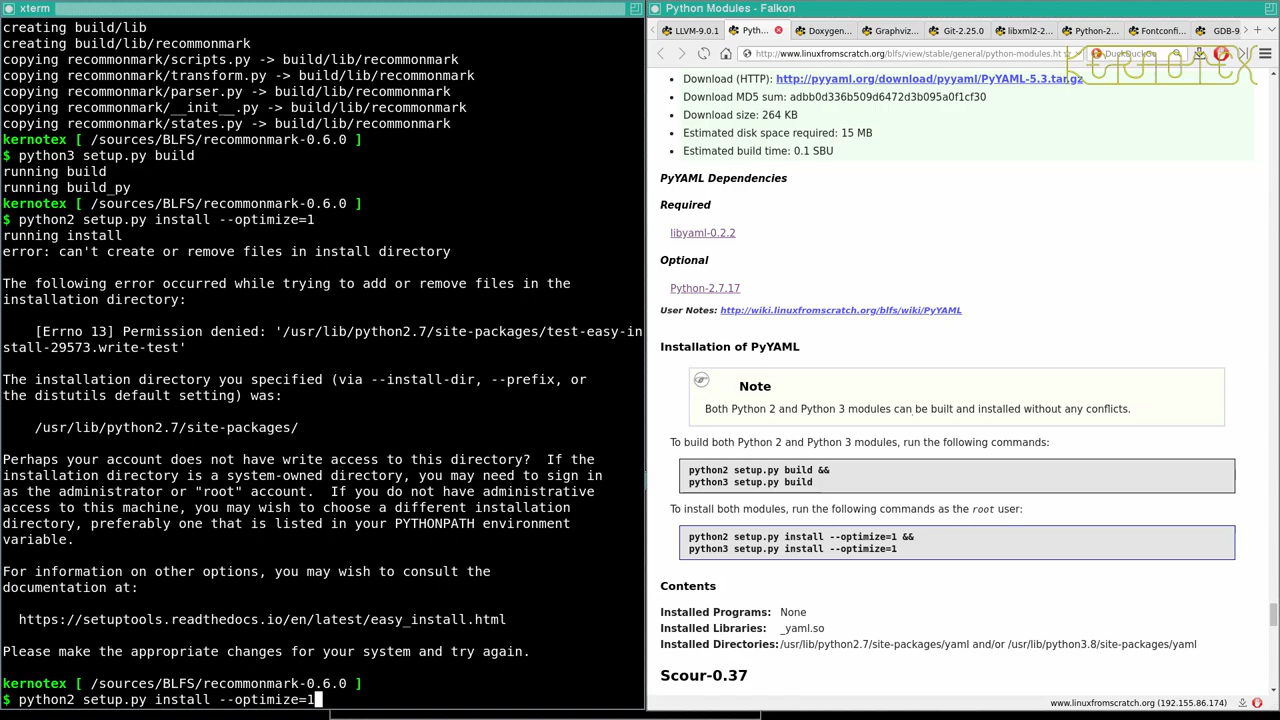 xterm
creating build/lib
creating build/lib/recommonmark
copying recommonmark/scripts.py -> build/lib/recommonmark
copying recommonmark/transform.py -> build/lib/recommonmark
copying recommonmark/parser.py -> build/lib/recommonmark
copying recommonmark/__init__.py -> build/lib/recommonmark
copying recommonmark/states.py -> build/lib/recommonmark
kernotex [ /sources/BLFS/recommonmark-0.6.0 ]
$ python3 setup.py build
running build
running build_py
kernotex [ /sources/BLFS/recommonmark-0.6.0 ]
$ python2 setup.py install --optimize=1
running install
error: can't create or remove files in install directory
The following error occurred while trying to add or remove files in the
installation directory:
[Errno 13] Permission denied: '/usr/lib/python2.7/site-packages/test-easy-in
stall-29573.write-test'
The installation directory you specified (via --install-dir, --prefix, or
the distutils default setting) was:
/usr/lib/python2.7/site-packages/
Perhaps your account does not have write access to this directory?  If the
installation directory is a system-owned directory, you may need to sign in
as the administrator or "root" account.  If you do not have administrative
access to this machine, you may wish to choose a different installation
directory, preferably one that is listed in your PYTHONPATH environment
variable.
For information on other options, you may wish to consult the
documentation at:
https://setuptools.readthedocs.io/en/latest/easy_install.html
Please make the appropriate changes for your system and try again.
kernotex [ /sources/BLFS/recommonmark-0.6.0 ]
$ python2 setup.py install --optimize=1
Python Modules - Falkon
LLVM-9.0.1
Pyth...
Doxygen...
Graphviz...
Git-2.25.0
libxml2-2...
Python-2...
Fontconfi...
GDB-9
http://www.linuxfromscratch.org/blfs/view/stable/general/python-modules.ht
DuckDuckGo
KERNOTEX
Download (HTTP): http://pyyaml.org/download/pyyaml/PyYAML-5.3.tar.gz
Download MD5 sum: adbb0d336b509d6472d3b095a0f1cf30
Download size: 264 KB
Estimated disk space required: 15 MB
Estimated build time: 0.1 SBU
PyYAML Dependencies
Required
libyaml-0.2.2
Optional
Python-2.7.17
User Notes: http://wiki.linuxfromscratch.org/blfs/wiki/PyYAML
Installation of PyYAML
Note
Both Python 2 and Python 3 modules can be built and installed without any conflicts.
To build both Python 2 and Python 3 modules, run the following commands:
python2 setup.py build &&
python3 setup.py build
To install both modules, run the following commands as the root user:
python2 setup.py install --optimize=1 &&
python3 setup.py install --optimize=1
Contents
Installed Programs: None
Installed Libraries: _yaml.so
Installed Directories: /usr/lib/python2.7/site-packages/yaml and/or /usr/lib/python3.8/site-packages/yaml
Scour-0.37
www.linuxfromscratch.org (192.155.86.174)